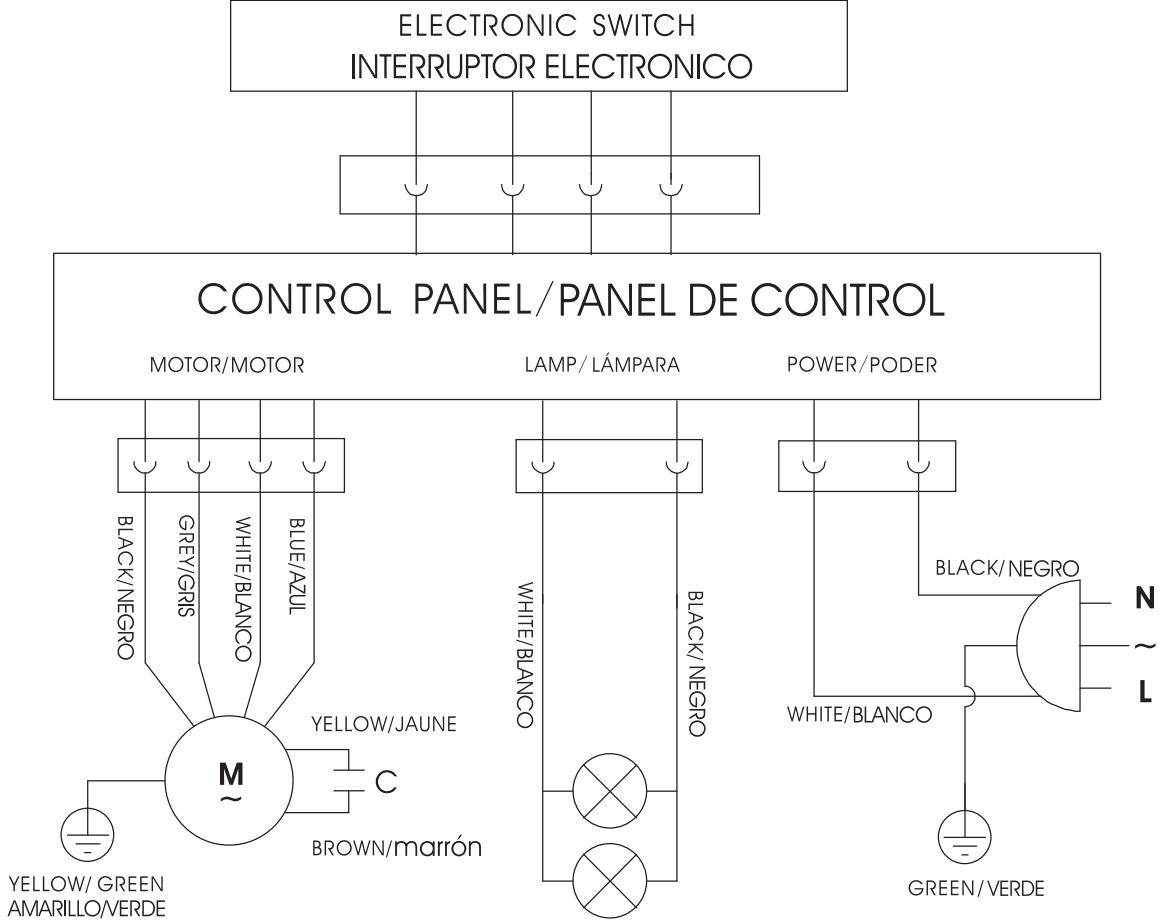 ELECTRONIC SWITCH
INTERRUPTOR ELECTRONICO
CONTROL PANEL/PANEL DE CONTROL
MOTOR/MOTOR
LAMP/LÁMPARA
POWER/PODER
BLACK/NEGRO
GREY/GRIS
WHITE/BLANCO
BLUE/AZUL
WHITE/BLANCO
BLACK/NEGRO
BLACK/NEGRO
N
~
L
WHITE/BLANCO
YELLOW/JAUNE
M
~
C
BROWN/marrón
YELLOW/GREEN
AMARILLO/VERDE
GREEN/VERDE